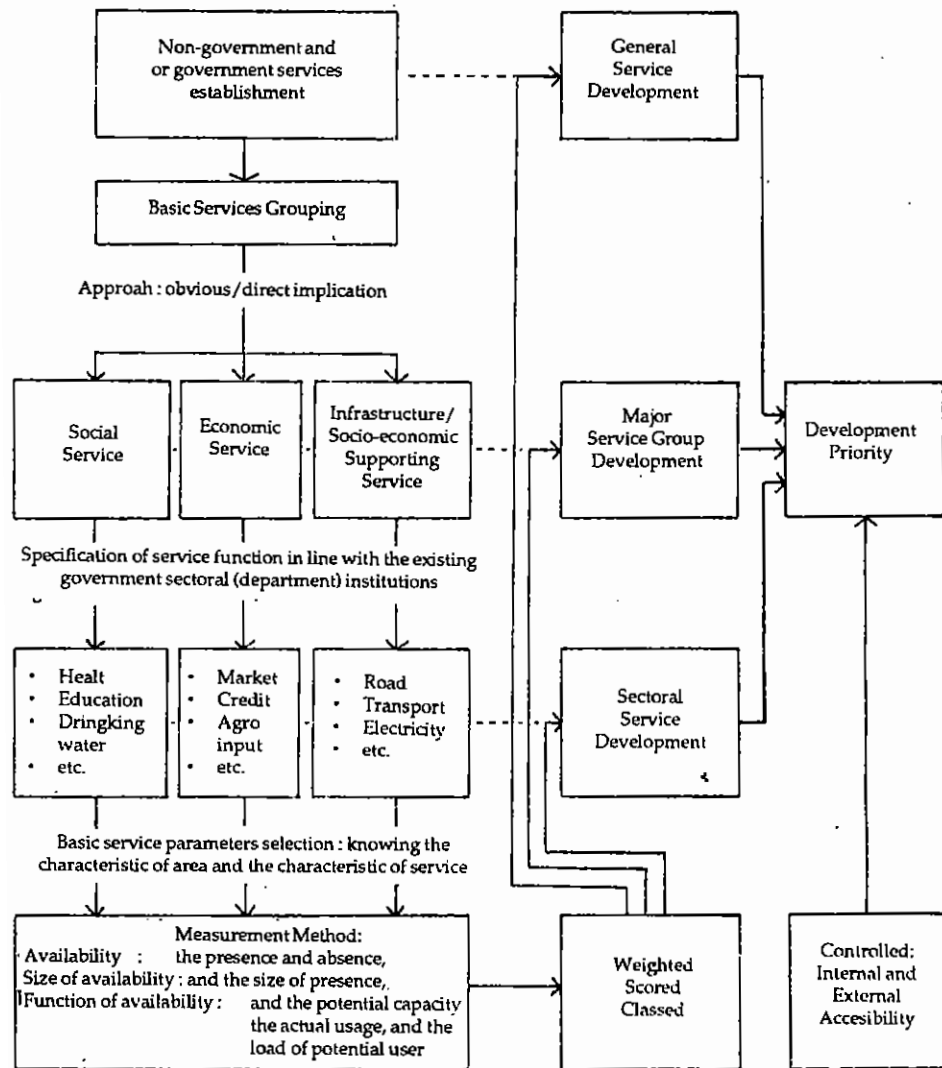 Non-government and
or government services
establishment
General
Service
Development
Basic Services Grouping
Approah : obvious/direct implication
Social
Service
Economic
Service
Infrastructure/
Socio-economic
Supporting
Service
Major
Service Group
Development
Development
Priority
Specification of service function in line with the existing
government sectoral (department) institutions
• Healt
• Education
• Dringking
water
• etc.
• Market
• Credit
• Agro
input
• etc.
• Road
• Transport
• Electricity
• etc.
Sectoral
Service
Development
Basic service parameters selection : knowing the
characteristic of area and the characteristic of service
Measurement Method:
Availability : the presence and absence,
Size of availability : and the size of presence,
Function of availability : and the potential capacity
the actual usage, and the
load of potential user
Weighted
Scored
Classed
Controlled:
Internal and
External
Accesibility